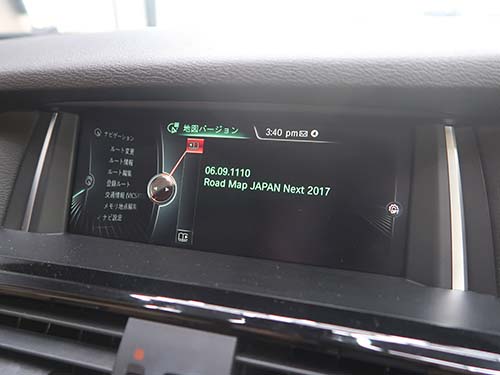 地図バージョン
3:40 pm
ナビゲーション
ルート変更
ルート情報
ルート編集
登録ルート
交通情報(VICS)
メモリ地点編集
ナビ設定
06.09.1110
Road Map JAPAN Next 2017